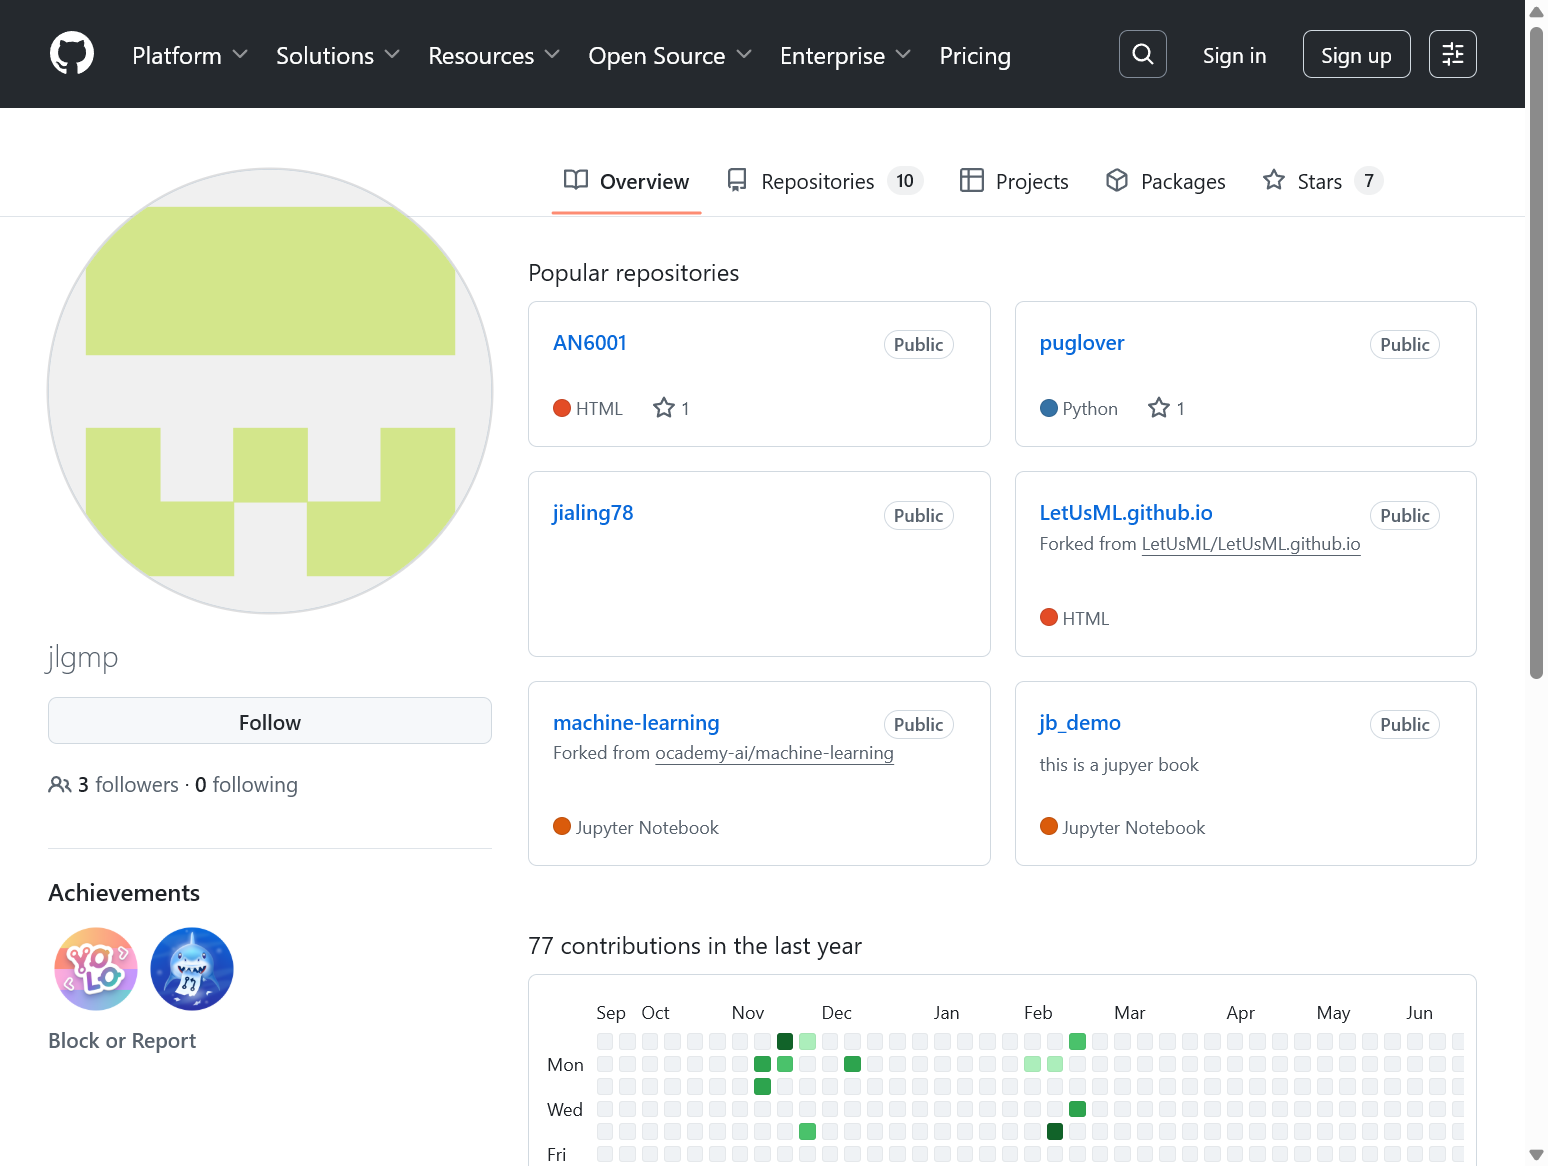 Platform Solutions Resources Open Source Enterprise Pricing Sign in Sign up
Overview Repositories 10 Projects Packages Stars 7
Popular repositories
AN6001 Public
HTML 1
puglover Public
Python 1
jialing78 Public
LetUsML.github.io Public
Forked from LetUsML/LetUsML.github.io
HTML
machine-learning Public
Forked from ocademy-ai/machine-learning
Jupyter Notebook
jb_demo Public
this is a jupyer book
Jupyter Notebook
jlgmp
Follow
3 followers · 0 following
Achievements
YOLO
Block or Report
77 contributions in the last year
Sep Oct Nov Dec Jan Feb Mar Apr May Jun
Mon
Wed
Fri